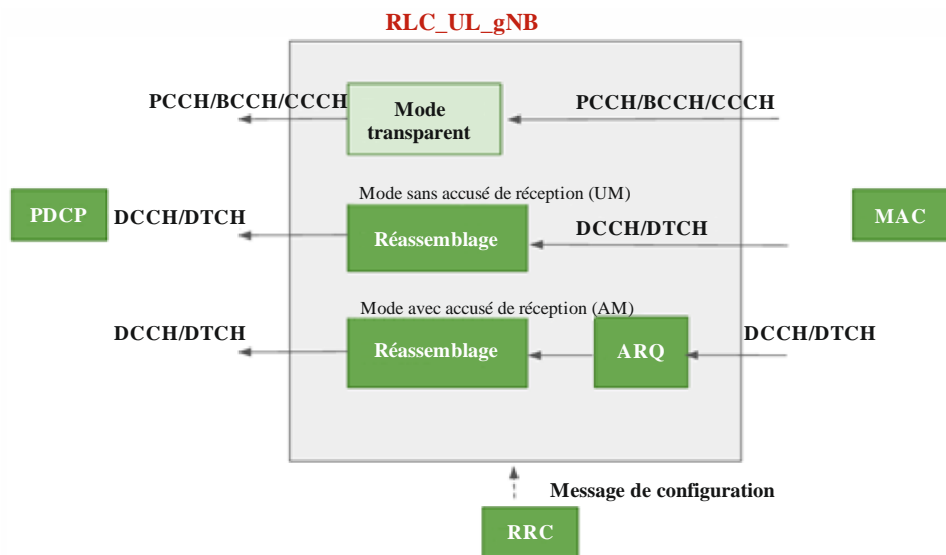 RLC_UL_gNB
PCCH/BCCH/CCCH
Mode
transparent
PCCH/BCCH/CCCH
Mode sans accusé de réception (UM)
PDCP
DCCH/DTCH
Réassemblage
DCCH/DTCH
MAC
Mode avec accusé de réception (AM)
DCCH/DTCH
Réassemblage
ARQ
DCCH/DTCH
Message de configuration
RRC